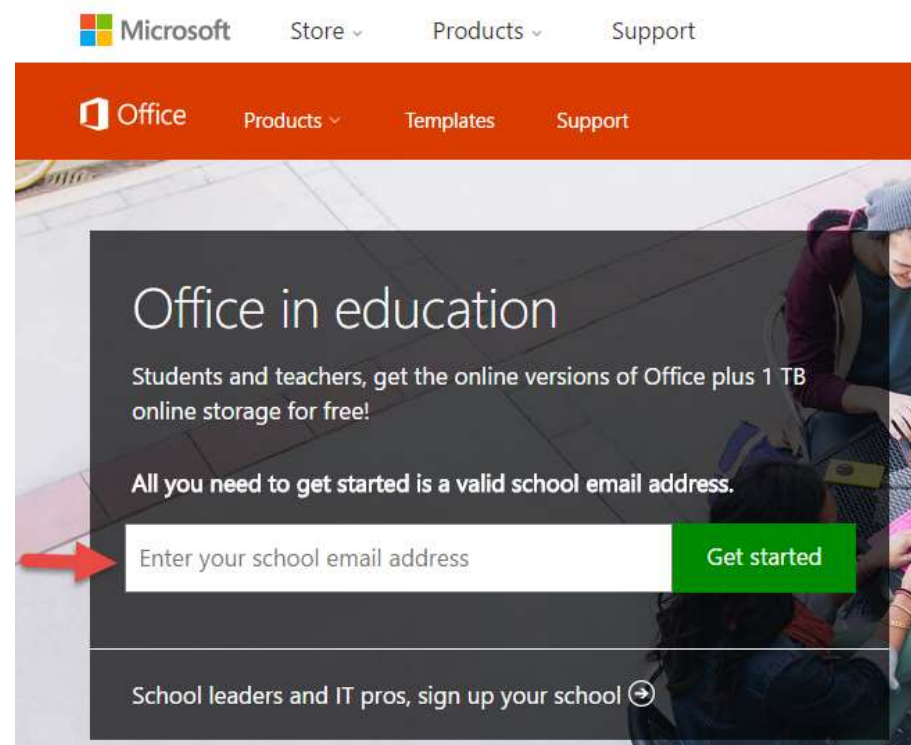 Microsoft Store Products Support
Office Products Templates Support
Office in education
Students and teachers, get the online versions of Office plus 1 TB
online storage for free!
All you need to get started is a valid school email address.
Enter your school email address Get started
School leaders and IT pros, sign up your school